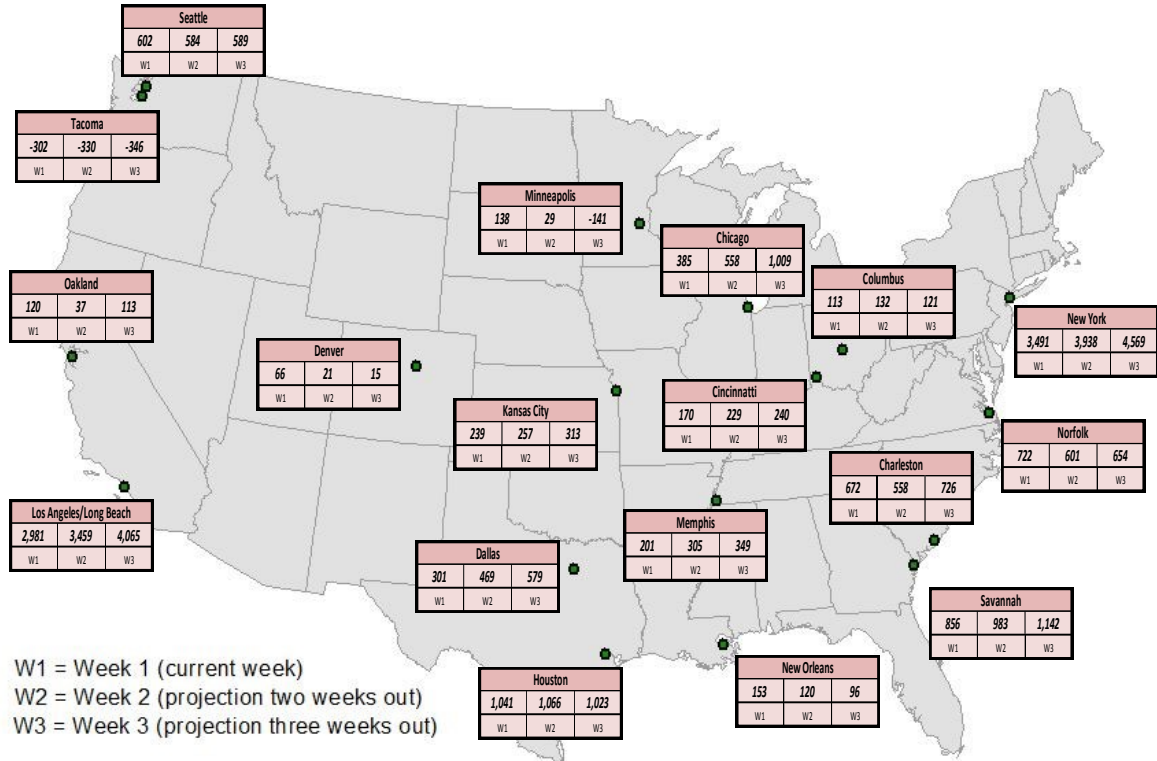 Seattle
602 584 589
W1 W2 W3
Tacoma
-302 -330 -346
W1 W2 W3
Minneapolis
138 29 -141
W1 W2 W3
Chicago
385 558 1,009
W1 W2 W3
Columbus
113 132 121
W1 W2 W3
Oakland
120 37 113
W1 W2 W3
New York
3,491 3,938 4,569
W1 W2 W3
Denver
66 21 15
W1 W2 W3
Kansas City
239 257 313
W1 W2 W3
Cincinnatti
170 229 240
W1 W2 W3
Norfolk
722 601 654
W1 W2 W3
Charleston
672 558 726
W1 W2 W3
Los Angeles/Long Beach
2,981 3,459 4,065
W1 W2 W3
Memphis
201 305 349
W1 W2 W3
Dallas
301 469 579
W1 W2 W3
Savannah
856 983 1,142
W1 W2 W3
New Orleans
153 120 96
W1 W2 W3
Houston
1,041 1,066 1,023
W1 W2 W3
W1 = Week 1 (current week)
W2 = Week 2 (projection two weeks out)
W3 = Week 3 (projection three weeks out)